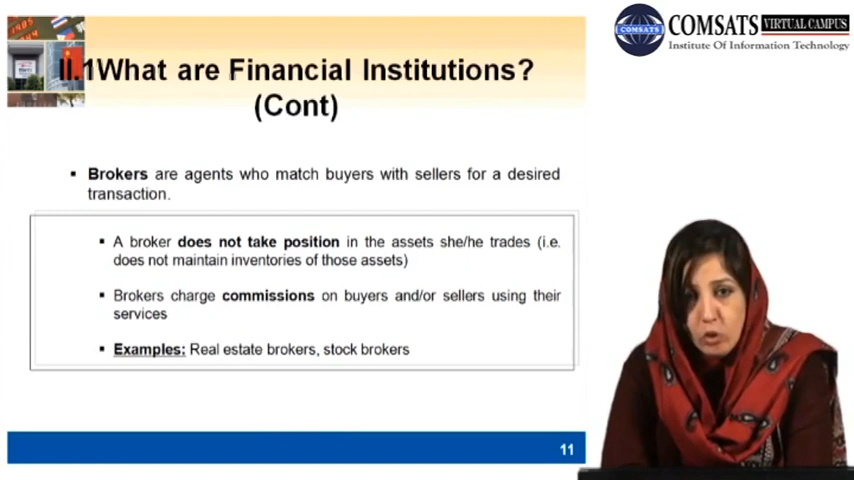 COMSATS VIRTUAL CAMPUS
Institute Of Information Technology
COMSATS
II.1What are Financial Institutions?
(Cont)
▪ Brokers are agents who match buyers with sellers for a desired
transaction.
▪ A broker does not take position in the assets she/he trades (i.e.
does not maintain inventories of those assets)
▪ Brokers charge commissions on buyers and/or sellers using their
services
▪ Examples: Real estate brokers, stock brokers
11